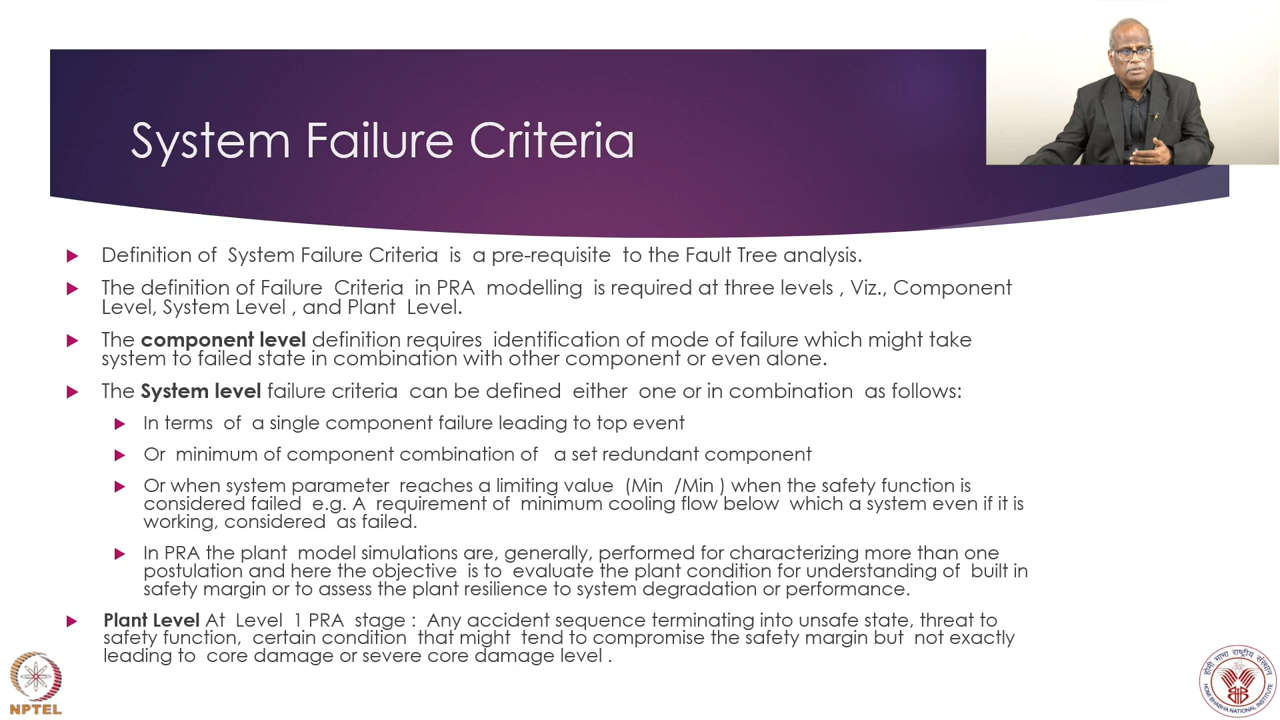 System Failure Criteria
Definition of System Failure Criteria is a pre-requisite to the Fault Tree analysis.
The definition of Failure Criteria in PRA modelling is required at three levels , Viz., Component
Level, System Level , and Plant Level.
The component level definition requires identification of mode of failure which might take
system to failed state in combination with other component or even alone.
The System level failure criteria can be defined either one or in combination as follows:
In terms of a single component failure leading to top event
Or minimum of component combination of a set redundant component
Or when system parameter reaches a limiting value (Min /Min ) when the safety function is
considered failed e.g. A requirement of minimum cooling flow below which a system even if it is
working, considered as failed.
In PRA the plant model simulations are, generally, performed for characterizing more than one
postulation and here the objective is to evaluate the plant condition for understanding of built in
safety margin or to assess the plant resilience to system degradation or performance.
Plant Level At Level 1 PRA stage : Any accident sequence terminating into unsafe state, threat to
safety function, certain condition that might tend to compromise the safety margin but not exactly
leading to core damage or severe core damage level .
NPTEL
होमी भाभा राष्ट्रीय संस्थान
HOMI BHABHA NATIONAL INSTITUTE